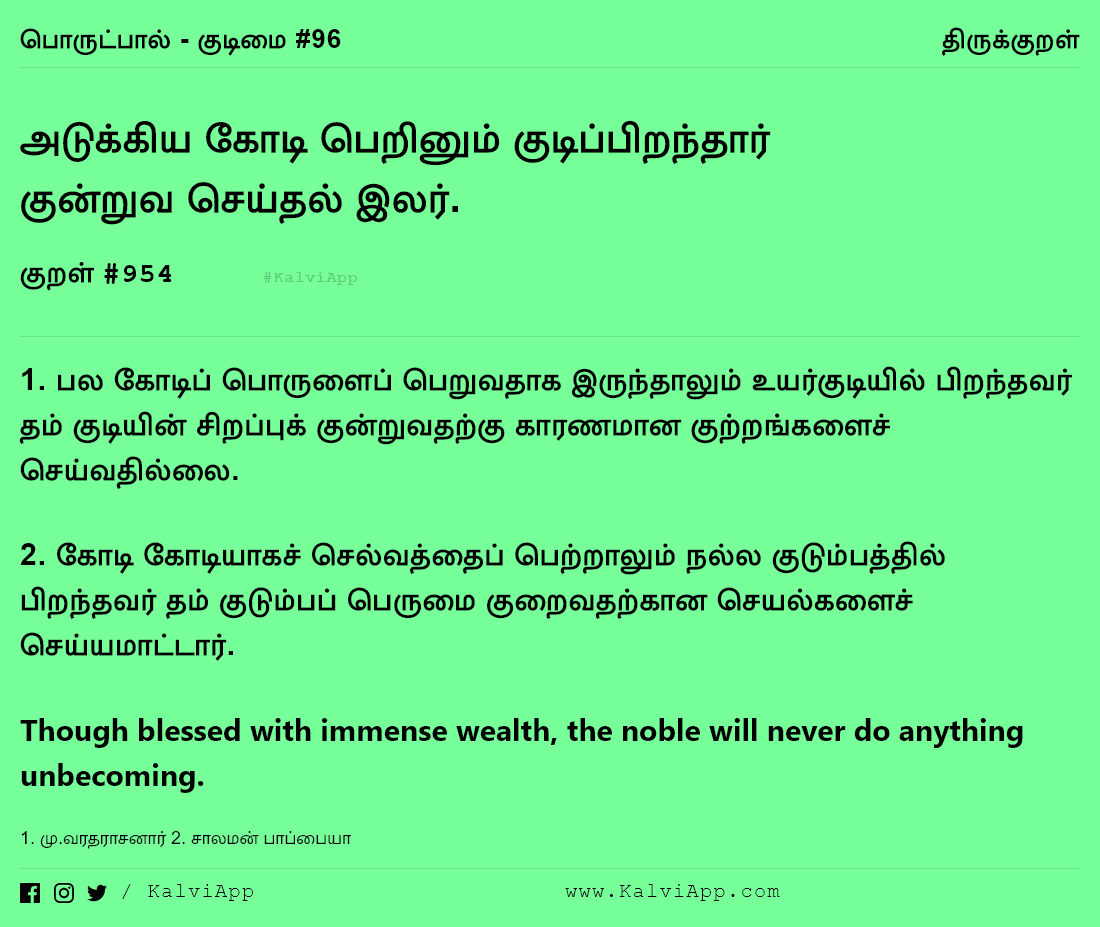 பொருட்பால் - குடிமை #96 திருக்குறள்
அடுக்கிய கோடி பெறினும் குடிப்பிறந்தார்
குன்றுவ செய்தல் இலர்.
குறள் #954 #KalviApp
1. பல கோடிப் பொருளைப் பெறுவதாக இருந்தாலும் உயர்குடியில் பிறந்தவர்
தம் குடியின் சிறப்புக் குன்றுவதற்கு காரணமான குற்றங்களைச்
செய்வதில்லை.
2. கோடி கோடியாகச் செல்வத்தைப் பெற்றாலும் நல்ல குடும்பத்தில்
பிறந்தவர் தம் குடும்பப் பெருமை குறைவதற்கான செயல்களைச்
செய்யமாட்டார்.
Though blessed with immense wealth, the noble will never do anything
unbecoming.
1. மு.வரதராசனார் 2. சாலமன் பாப்பையா
/ KalviApp www.KalviApp.com